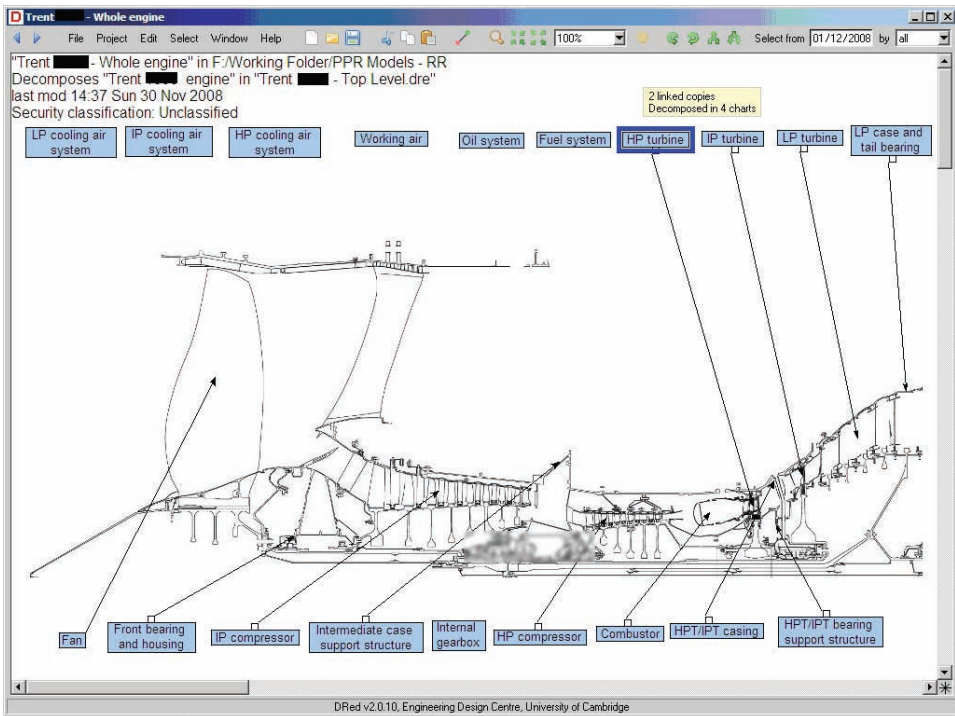 D Trent - Whole engine
File Project Edit Select Window Help 100% Select from 01/12/2008 by all
"Trent - Whole engine" in F:/Working Folder/PPR Models - RR
Decomposes "Trent engine" in "Trent - Top Level.dre"
last mod 14:37 Sun 30 Nov 2008
Security classification: Unclassified
2 linked copies
Decomposed in 4 charts
LP cooling air
system
IP cooling air
system
HP cooling air
system
Working air
Oil system
Fuel system
HP turbine
IP turbine
LP turbine
LP case and
tail bearing
Fan
Front bearing
and housing
IP compressor
Intermediate case
support structure
Internal
gearbox
HP compressor
Combustor
HPT/IPT casing
HPT/IPT bearing
support structure
DRed v2.0.10, Engineering Design Centre, University of Cambridge